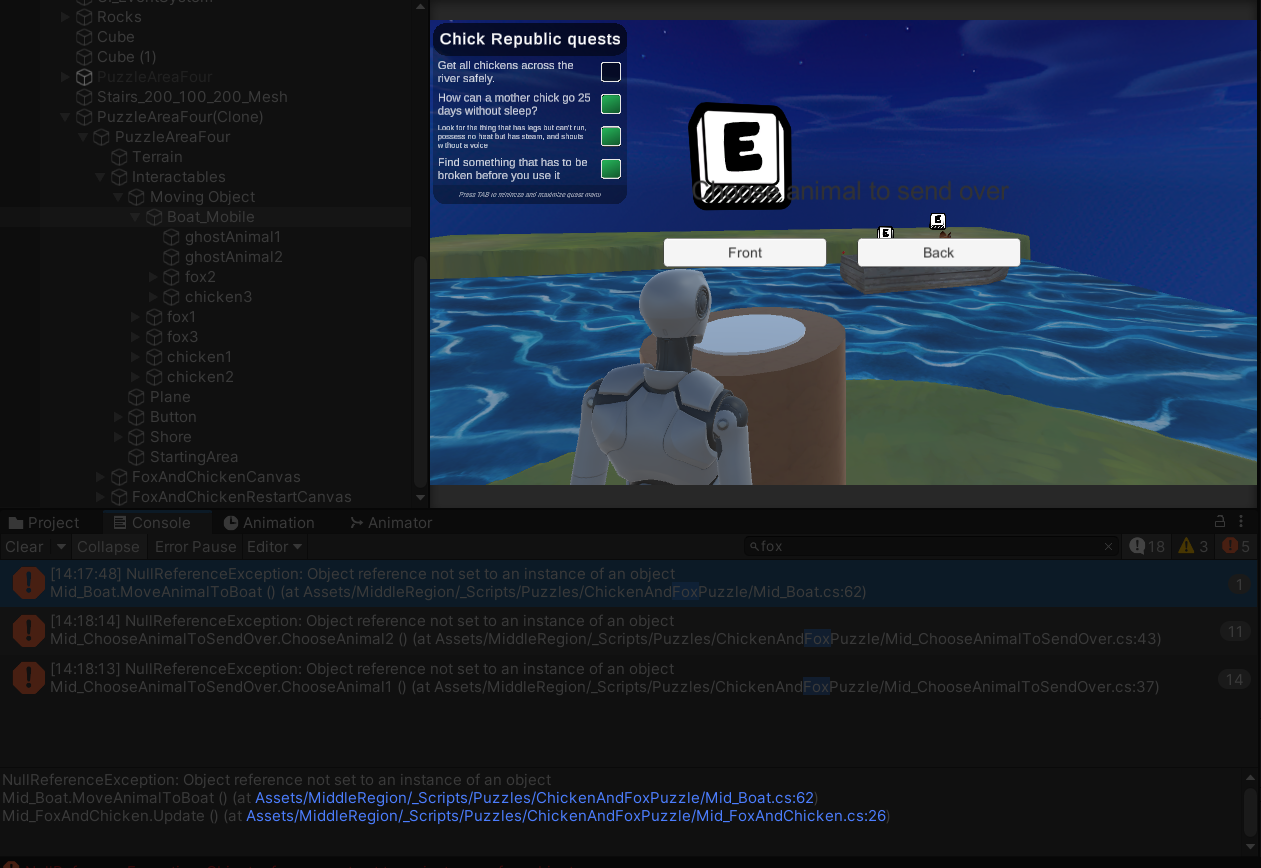 UI_EventSystem
Rocks
Cube
Cube (1)
PuzzleAreaFour
Stairs_200_100_200_Mesh
PuzzleAreaFour(Clone)
PuzzleAreaFour
Terrain
Interactables
Moving Object
Boat_Mobile
ghostAnimal1
ghostAnimal2
fox2
chicken3
fox1
fox3
chicken1
chicken2
Plane
Button
Shore
StartingArea
FoxAndChickenCanvas
FoxAndChickenRestartCanvas
Chick Republic quests
Get all chickens across the
river safely.
How can a mother chick go 25
days without sleep?
Look for the thing that has legs but can't run,
possess no heat but has steam, and shouts
without a voice
Find something that has to be
broken before you use it
Press TAB to minimize and maximize quest menu
E
Choose animal to send over
E
E
Front
Back
Project
Console
Animation
Animator
Clear
Collapse
Error Pause
Editor
fox
18
3
5
[14:17:48] NullReferenceException: Object reference not set to an instance of an object
Mid_Boat.MoveAnimalToBoat () (at Assets/MiddleRegion/_Scripts/Puzzles/ChickenAndFoxPuzzle/Mid_Boat.cs:62)
1
[14:18:14] NullReferenceException: Object reference not set to an instance of an object
Mid_ChooseAnimalToSendOver.ChooseAnimal2 () (at Assets/MiddleRegion/_Scripts/Puzzles/ChickenAndFoxPuzzle/Mid_ChooseAnimalToSendOver.cs:43)
11
[14:18:13] NullReferenceException: Object reference not set to an instance of an object
Mid_ChooseAnimalToSendOver.ChooseAnimal1 () (at Assets/MiddleRegion/_Scripts/Puzzles/ChickenAndFoxPuzzle/Mid_ChooseAnimalToSendOver.cs:37)
14
NullReferenceException: Object reference not set to an instance of an object
Mid_Boat.MoveAnimalToBoat () (at Assets/MiddleRegion/_Scripts/Puzzles/ChickenAndFoxPuzzle/Mid_Boat.cs:62)
Mid_FoxAndChicken.Update () (at Assets/MiddleRegion/_Scripts/Puzzles/ChickenAndFoxPuzzle/Mid_FoxAndChicken.cs:26)